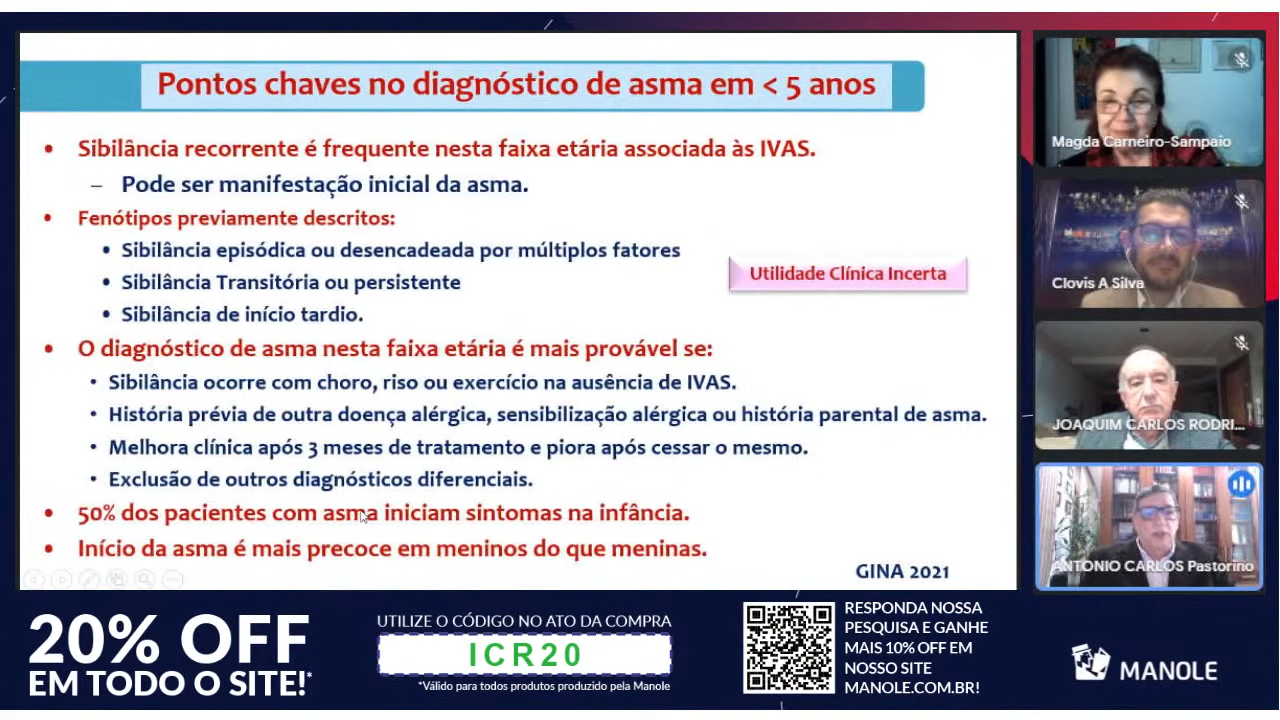 Pontos chaves no diagnóstico de asma em < 5 anos
• Sibilância recorrente é frequente nesta faixa etária associada às IVAS.
– Pode ser manifestação inicial da asma.
• Fenótipos previamente descritos:
• Sibilância episódica ou desencadeada por múltiplos fatores
• Sibilância Transitória ou persistente
• Sibilância de início tardio.
Utilidade Clínica Incerta
• O diagnóstico de asma nesta faixa etária é mais provável se:
• Sibilância ocorre com choro, riso ou exercício na ausência de IVAS.
• História prévia de outra doença alérgica, sensibilização alérgica ou história parental de asma.
• Melhora clínica após 3 meses de tratamento e piora após cessar o mesmo.
• Exclusão de outros diagnósticos diferenciais.
• 50% dos pacientes com asma iniciam sintomas na infância.
• Início da asma é mais precoce em meninos do que meninas.
GINA 2021
Magda Carneiro-Sampaio
Clovis A Silva
JOAQUIM CARLOS RODRI...
ANTONIO CARLOS Pastorino
20% OFF
EM TODO O SITE!*
UTILIZE O CÓDIGO NO ATO DA COMPRA
ICR20
*Válido para todos produtos produzido pela Manole
RESPONDA NOSSA
PESQUISA E GANHE
MAIS 10% OFF EM
NOSSO SITE
MANOLE.COM.BR!
MANOLE